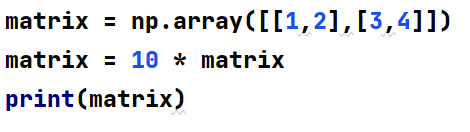 matrix = np.array([[1,2],[3,4]])
matrix = 10 * matrix
print(matrix)